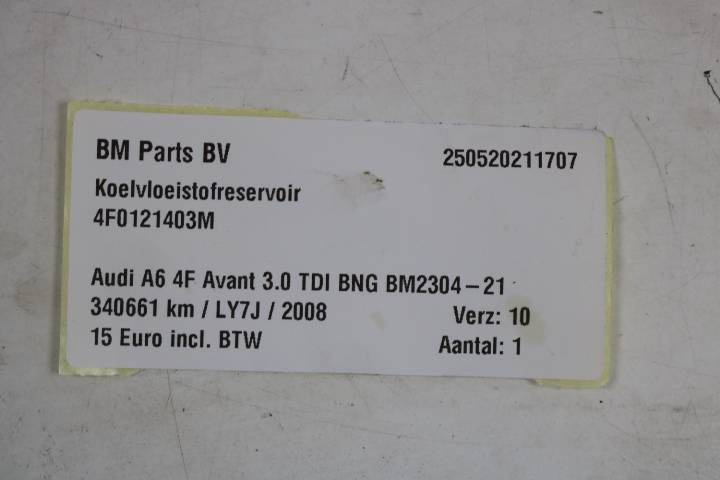 BM Parts BV 250520211707
Koelvloeistofreservoir
4F0121403M
Audi A6 4F Avant 3.0 TDI BNG BM2304-21
340661 km / LY7J / 2008 Verz: 10
15 Euro incl. BTW Aantal: 1